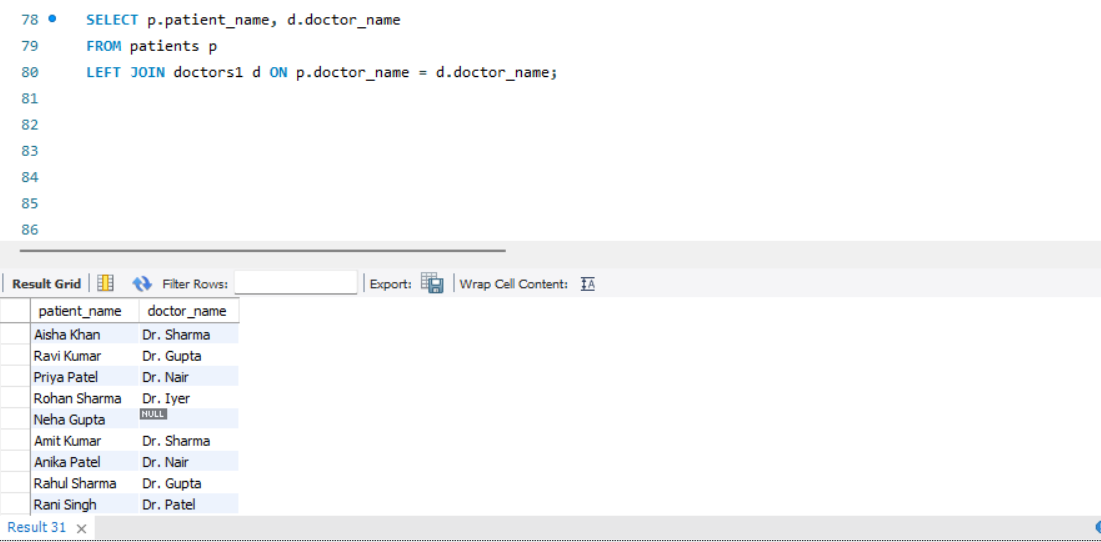 78 SELECT p.patient_name, d.doctor_name
79 FROM patients p
80 LEFT JOIN doctors1 d ON p.doctor_name = d.doctor_name;
81
82
83
84
85
86
Result Grid Filter Rows: Export: Wrap Cell Content: IA
patient_name doctor_name
Aisha Khan Dr. Sharma
Ravi Kumar Dr. Gupta
Priya Patel Dr. Nair
Rohan Sharma Dr. Iyer
Neha Gupta NULL
Amit Kumar Dr. Sharma
Anika Patel Dr. Nair
Rahul Sharma Dr. Gupta
Rani Singh Dr. Patel
Result 31 ×